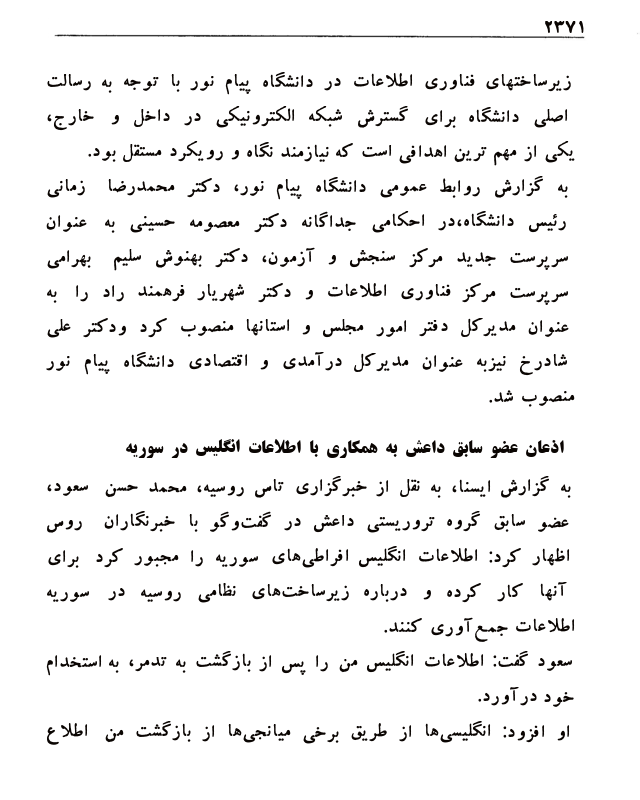 ۲۳۷۱
زیرساختهای فناوری اطلاعات در دانشگاه پیام نور با توجه به رسالت
اصلی دانشگاه برای گسترش شبکه الکترونیکی در داخل و خارج،
یکی از مهم ترین اهدافی است که نیازمند نگاه و رویکرد مستقل بود.
به گزارش روابط عمومی دانشگاه پیام نور، دکتر محمدرضا زمانی
رئیس دانشگاه،در احکامی جداگانه دکتر معصومه حسینی به عنوان
سرپرست جدید مرکز سنجش و آزمون، دکتر بهنوش سلیم بهرامی
سرپرست مرکز فناوری اطلاعات و دکتر شهریار فرهمند راد را به
عنوان مدیرکل دفتر امور مجلس و استانها منصوب کرد ودکتر علی
شادرخ نیزبه عنوان مدیرکل درآمدی و اقتصادی دانشگاه پیام نور
منصوب شد.
اذعان عضو سابق داعش به همکاری با اطلاعات انگلیس در سوریه
به گزارش ایسنا، به نقل از خبرگزاری تاس روسیه، محمد حسن سعود،
عضو سابق گروه تروریستی داعش در گفت‌وگو با خبرنگاران روس
اظهار کرد: اطلاعات انگلیس افراطی‌های سوریه را مجبور کرد برای
آنها کار کرده و درباره زیرساخت‌های نظامی روسیه در سوریه
اطلاعات جمع‌آوری کنند.
سعود گفت: اطلاعات انگلیس من را پس از بازگشت به تدمر، به استخدام
خود درآورد.
او افزود: انگلیسی‌ها از طریق برخی میانجی‌ها از بازگشت من اطلاع